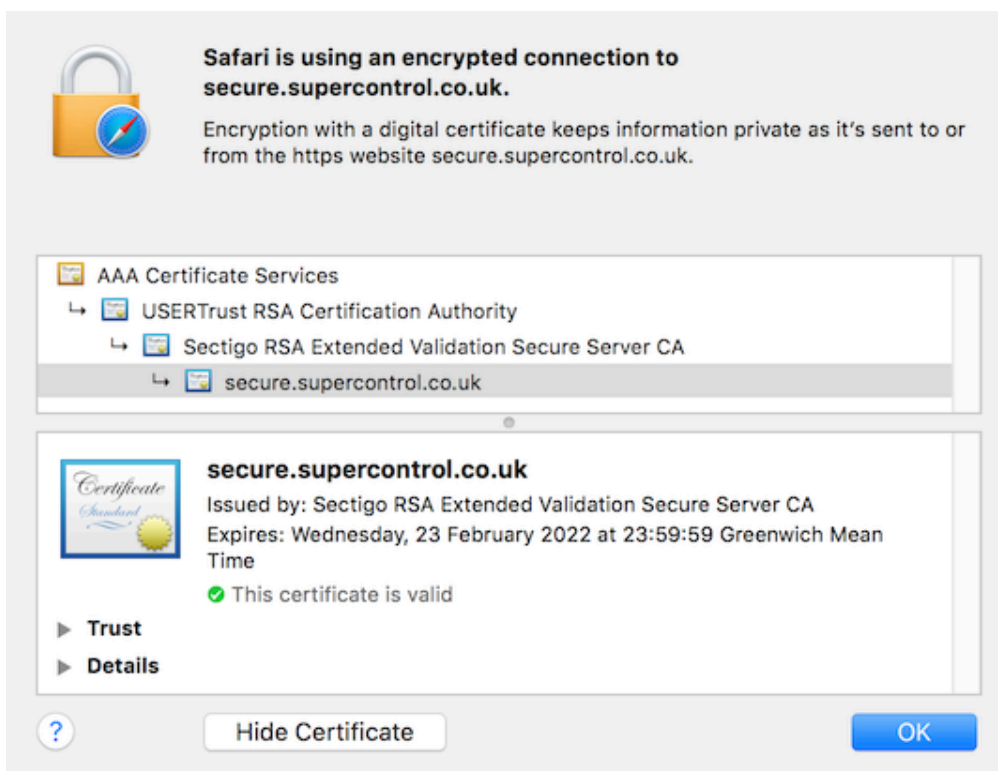 Safari is using an encrypted connection to
secure.supercontrol.co.uk.
Encryption with a digital certificate keeps information private as it's sent to or
from the https website secure.supercontrol.co.uk.
AAA Certificate Services
USERTrust RSA Certification Authority
Sectigo RSA Extended Validation Secure Server CA
secure.supercontrol.co.uk
Certificate
Standard
secure.supercontrol.co.uk
Issued by: Sectigo RSA Extended Validation Secure Server CA
Expires: Wednesday, 23 February 2022 at 23:59:59 Greenwich Mean
Time
This certificate is valid
Trust
Details
?
Hide Certificate
OK